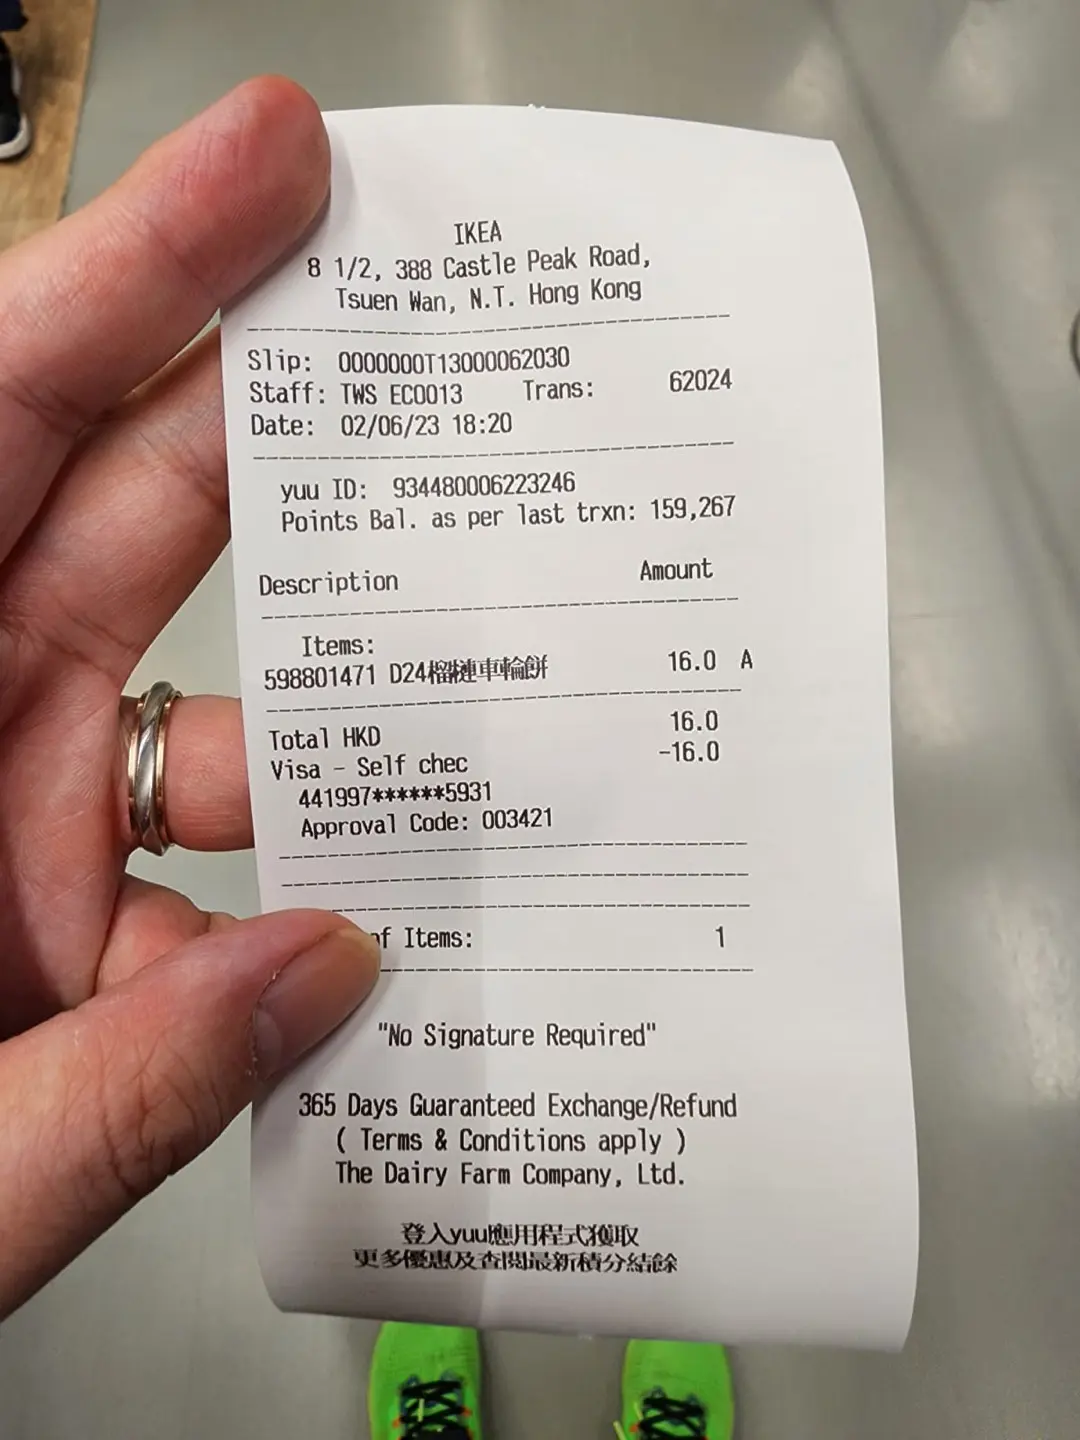 IKEA
8 1/2, 388 Castle Peak Road,
Tsuen Wan, N.T. Hong Kong
Slip: 0000000T13000062030
Staff: TWS EC0013 Trans: 62024
Date: 02/06/23 18:20
yuu ID: 934480006223246
Points Bal. as per last trxn: 159,267
Description Amount
Items:
598801471 D24榴槤車輪餅 16.0 A
Total HKD 16.0
Visa - Self chec -16.0
441997******5931
Approval Code: 003421
of Items: 1
"No Signature Required"
365 Days Guaranteed Exchange/Refund
( Terms & Conditions apply )
The Dairy Farm Company, Ltd.
登入yuu應用程式獲取
更多優惠及查閱最新積分結餘